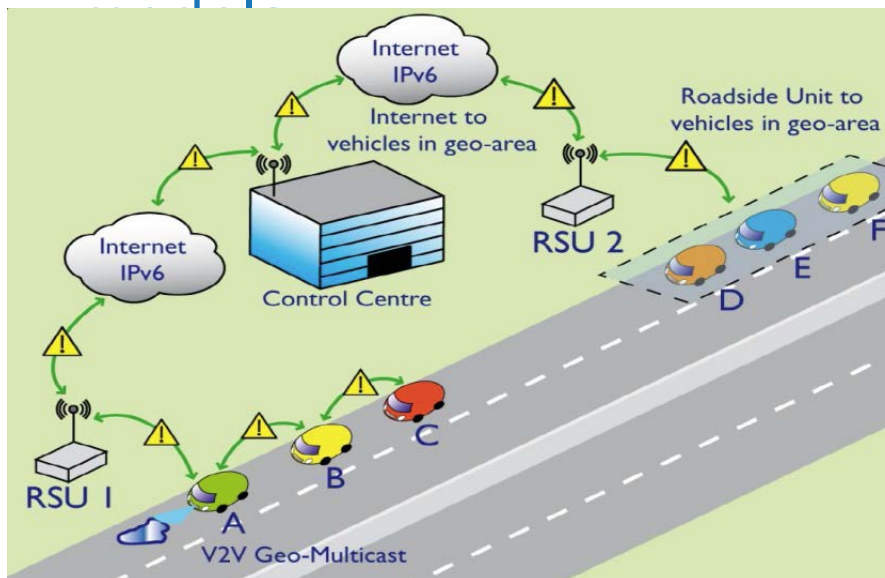 Internet
IPv6
Internet to
vehicles in geo-area
Roadside Unit to
vehicles in geo-area
Internet
IPv6
Control Centre
RSU 2
D
E
F
C
B
RSU 1
A
V2V Geo-Multicast